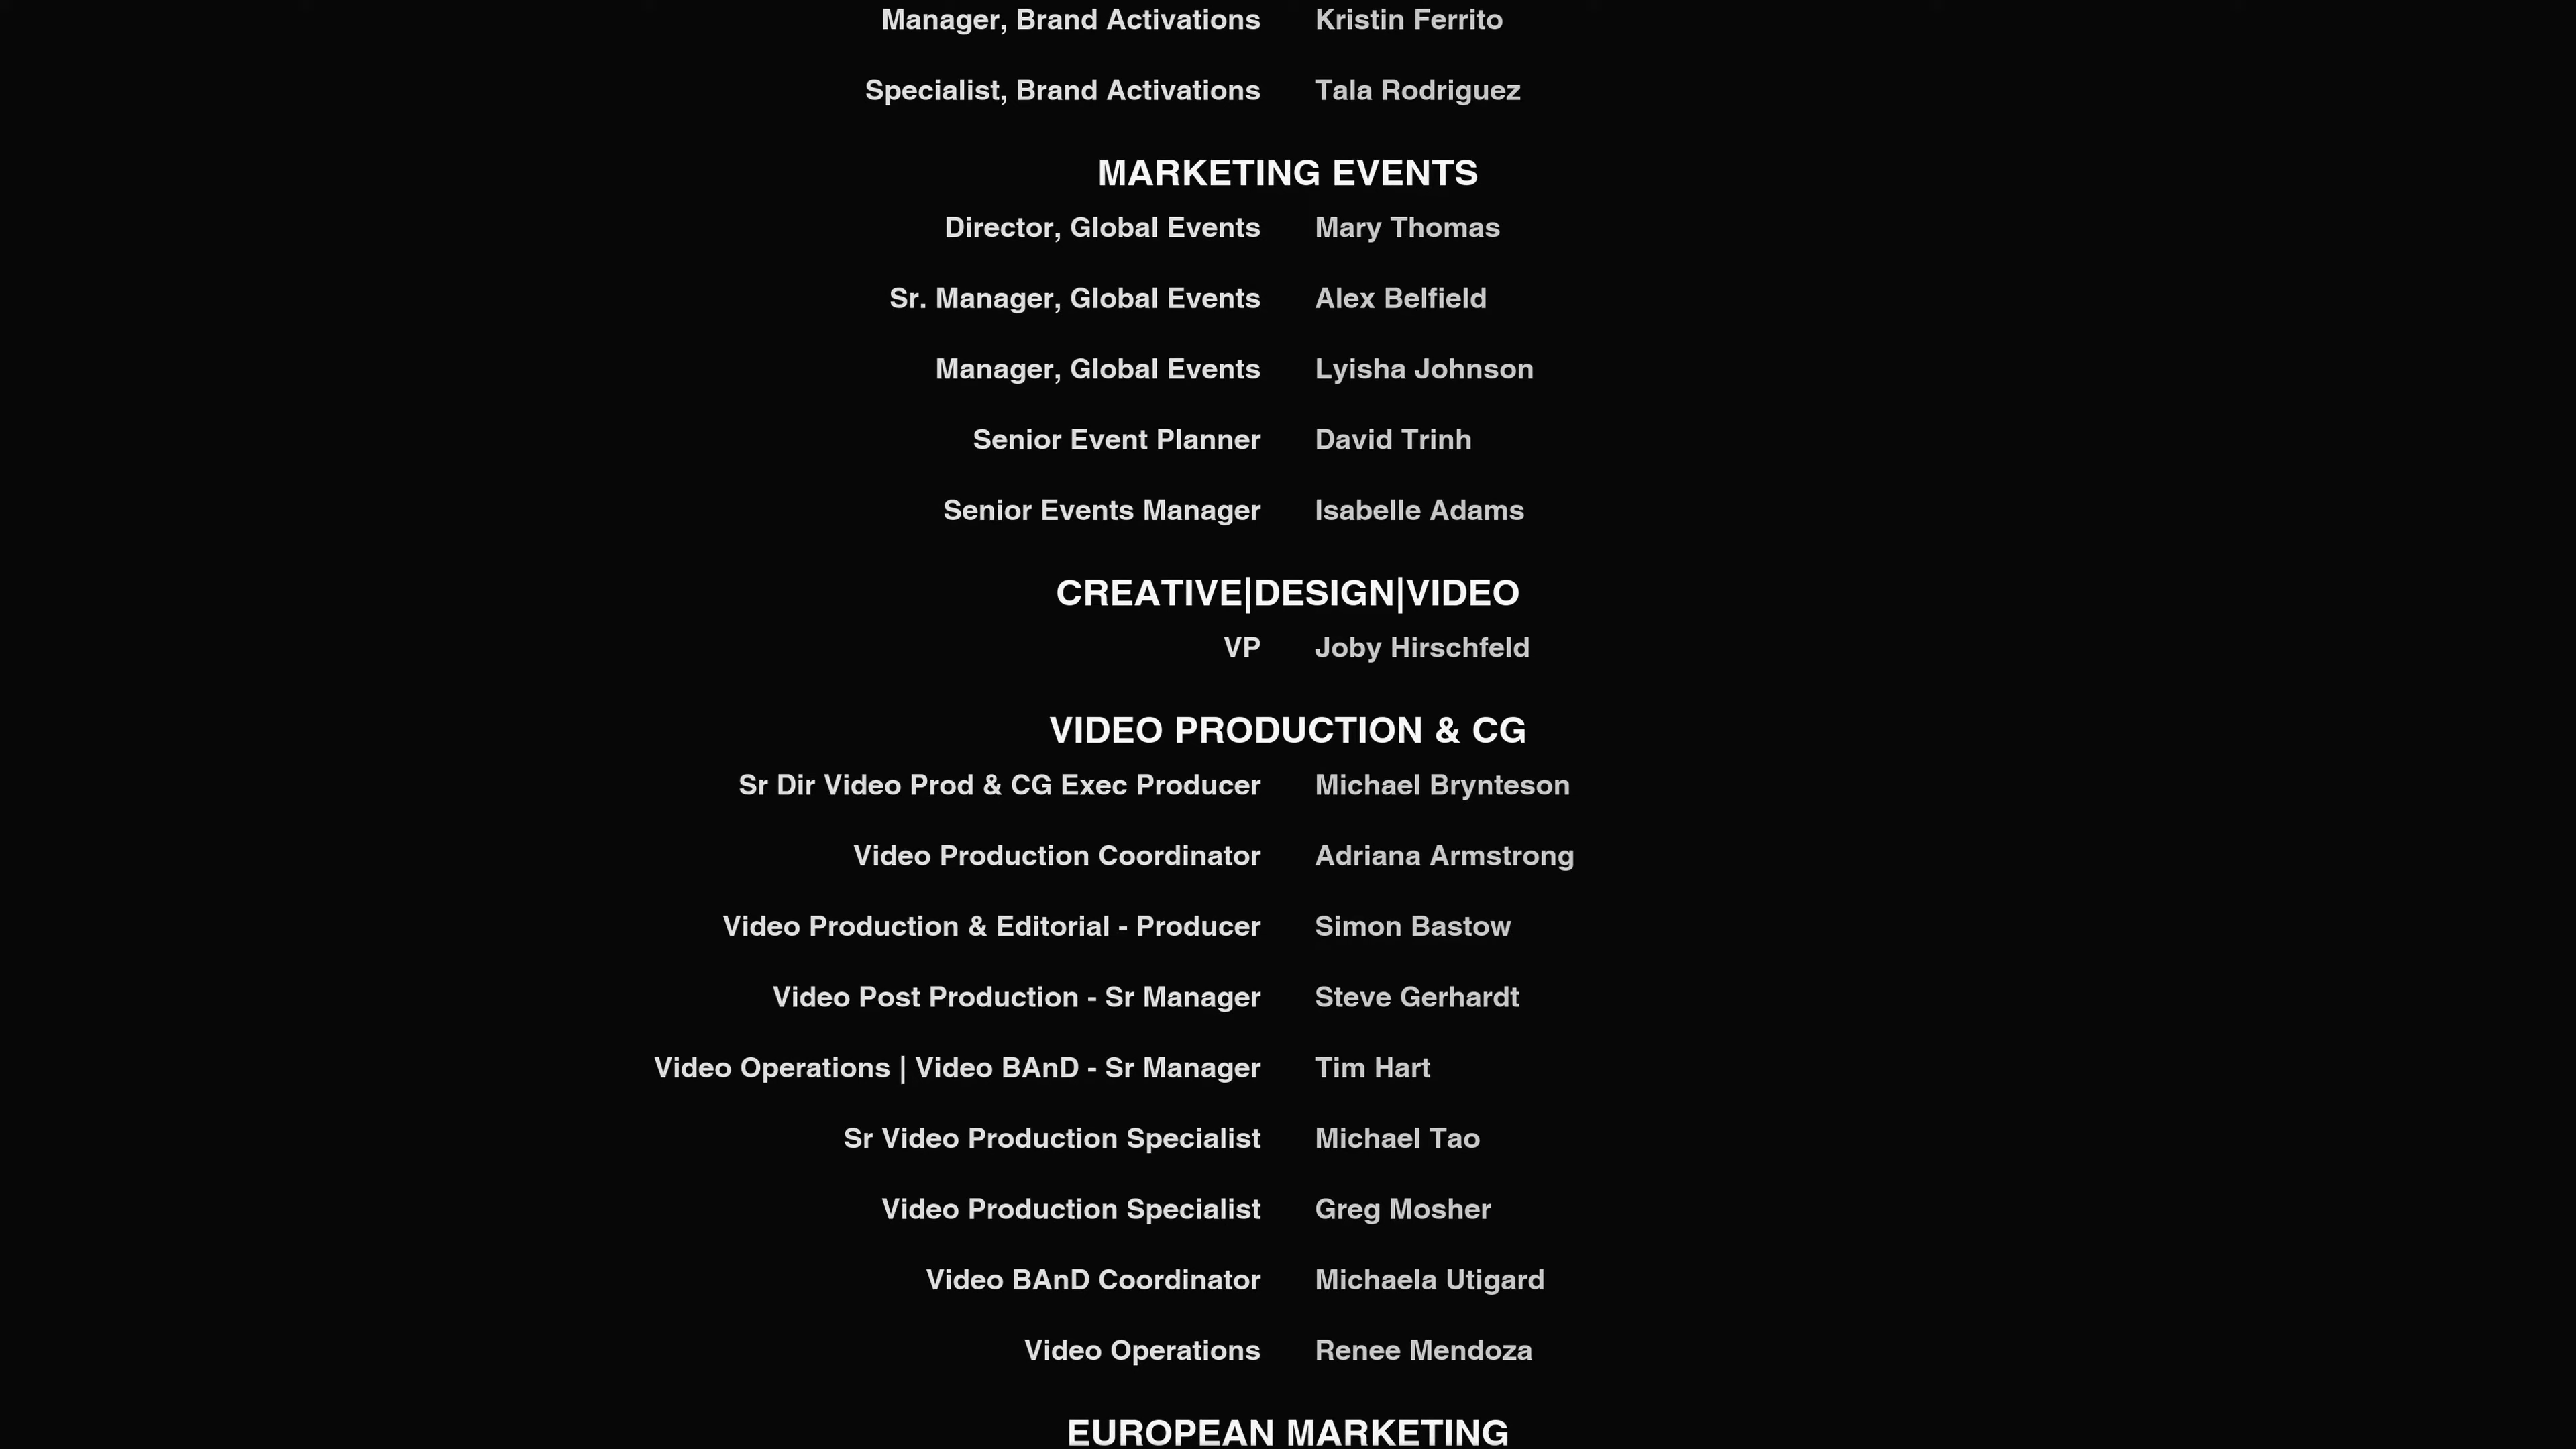 Manager, Brand Activations Kristin Ferrito
Specialist, Brand Activations Tala Rodriguez
MARKETING EVENTS
Director, Global Events Mary Thomas
Sr. Manager, Global Events Alex Belfield
Manager, Global Events Lyisha Johnson
Senior Event Planner David Trinh
Senior Events Manager Isabelle Adams
CREATIVE|DESIGN|VIDEO
VP Joby Hirschfeld
VIDEO PRODUCTION & CG
Sr Dir Video Prod & CG Exec Producer Michael Brynteson
Video Production Coordinator Adriana Armstrong
Video Production & Editorial - Producer Simon Bastow
Video Post Production - Sr Manager Steve Gerhardt
Video Operations | Video BAnD - Sr Manager Tim Hart
Sr Video Production Specialist Michael Tao
Video Production Specialist Greg Mosher
Video BAnD Coordinator Michaela Utigard
Video Operations Renee Mendoza
EUROPEAN MARKETING